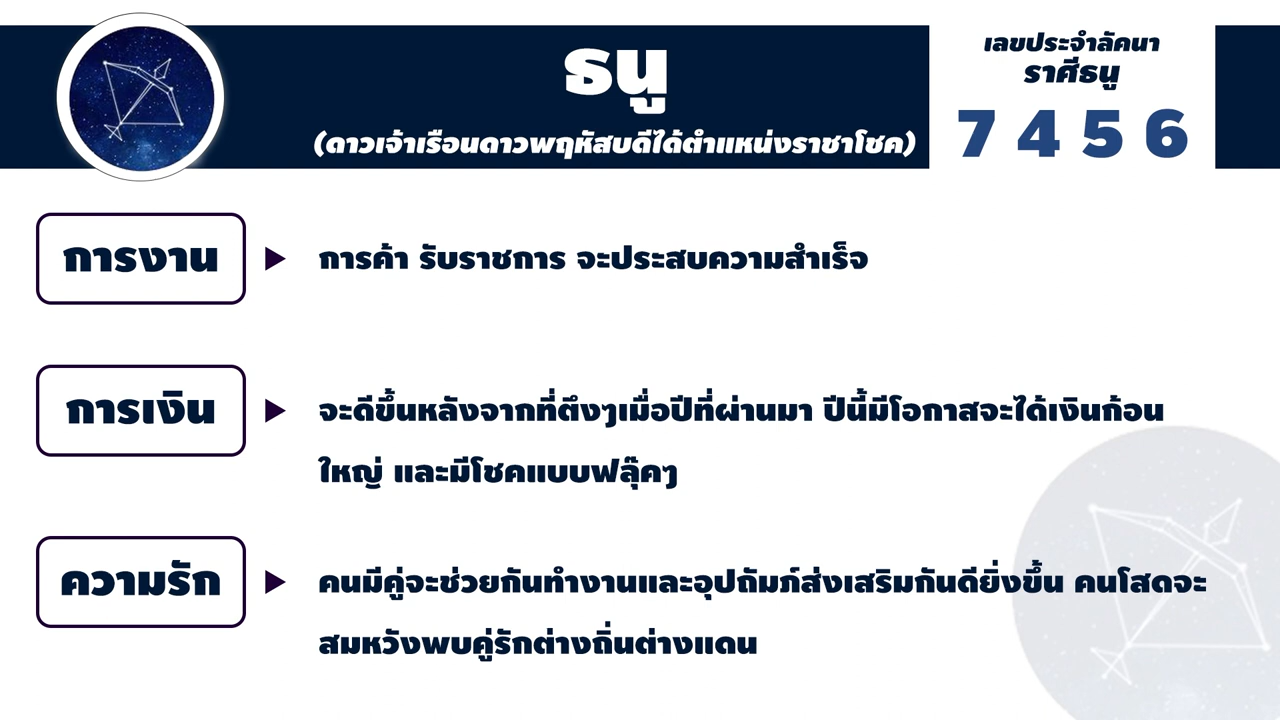 ธนู
(ดาวเจ้าเรือนดาวพฤหัสบดีได้ตำแหน่งราชาโชค)
เลขประจำลัคนา
ราศีธนู
7 4 5 6
การงาน
การค้า รับราชการ จะประสบความสำเร็จ
การเงิน
จะดีขึ้นหลังจากที่ตึงๆเมื่อปีที่ผ่านมา ปีนี้มีโอกาสจะได้เงินก้อน
ใหญ่ และมีโชคแบบฟลุ๊คๆ
ความรัก
คนมีคู่จะช่วยกันทำงานและอุปถัมภ์ส่งเสริมกันดียิ่งขึ้น คนโสดจะ
สมหวังพบคู่รักต่างถิ่นต่างแดน